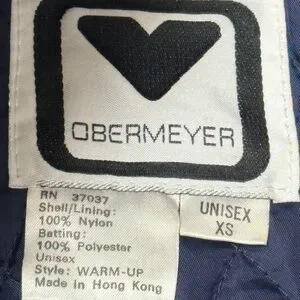 OBERMEYER
RN 37037
Shell/Lining:
100% Nylon
Batting:
100% Polyester
Unisex
Style: WARM-UP
Made in Hong Kong
UNISEX
XS